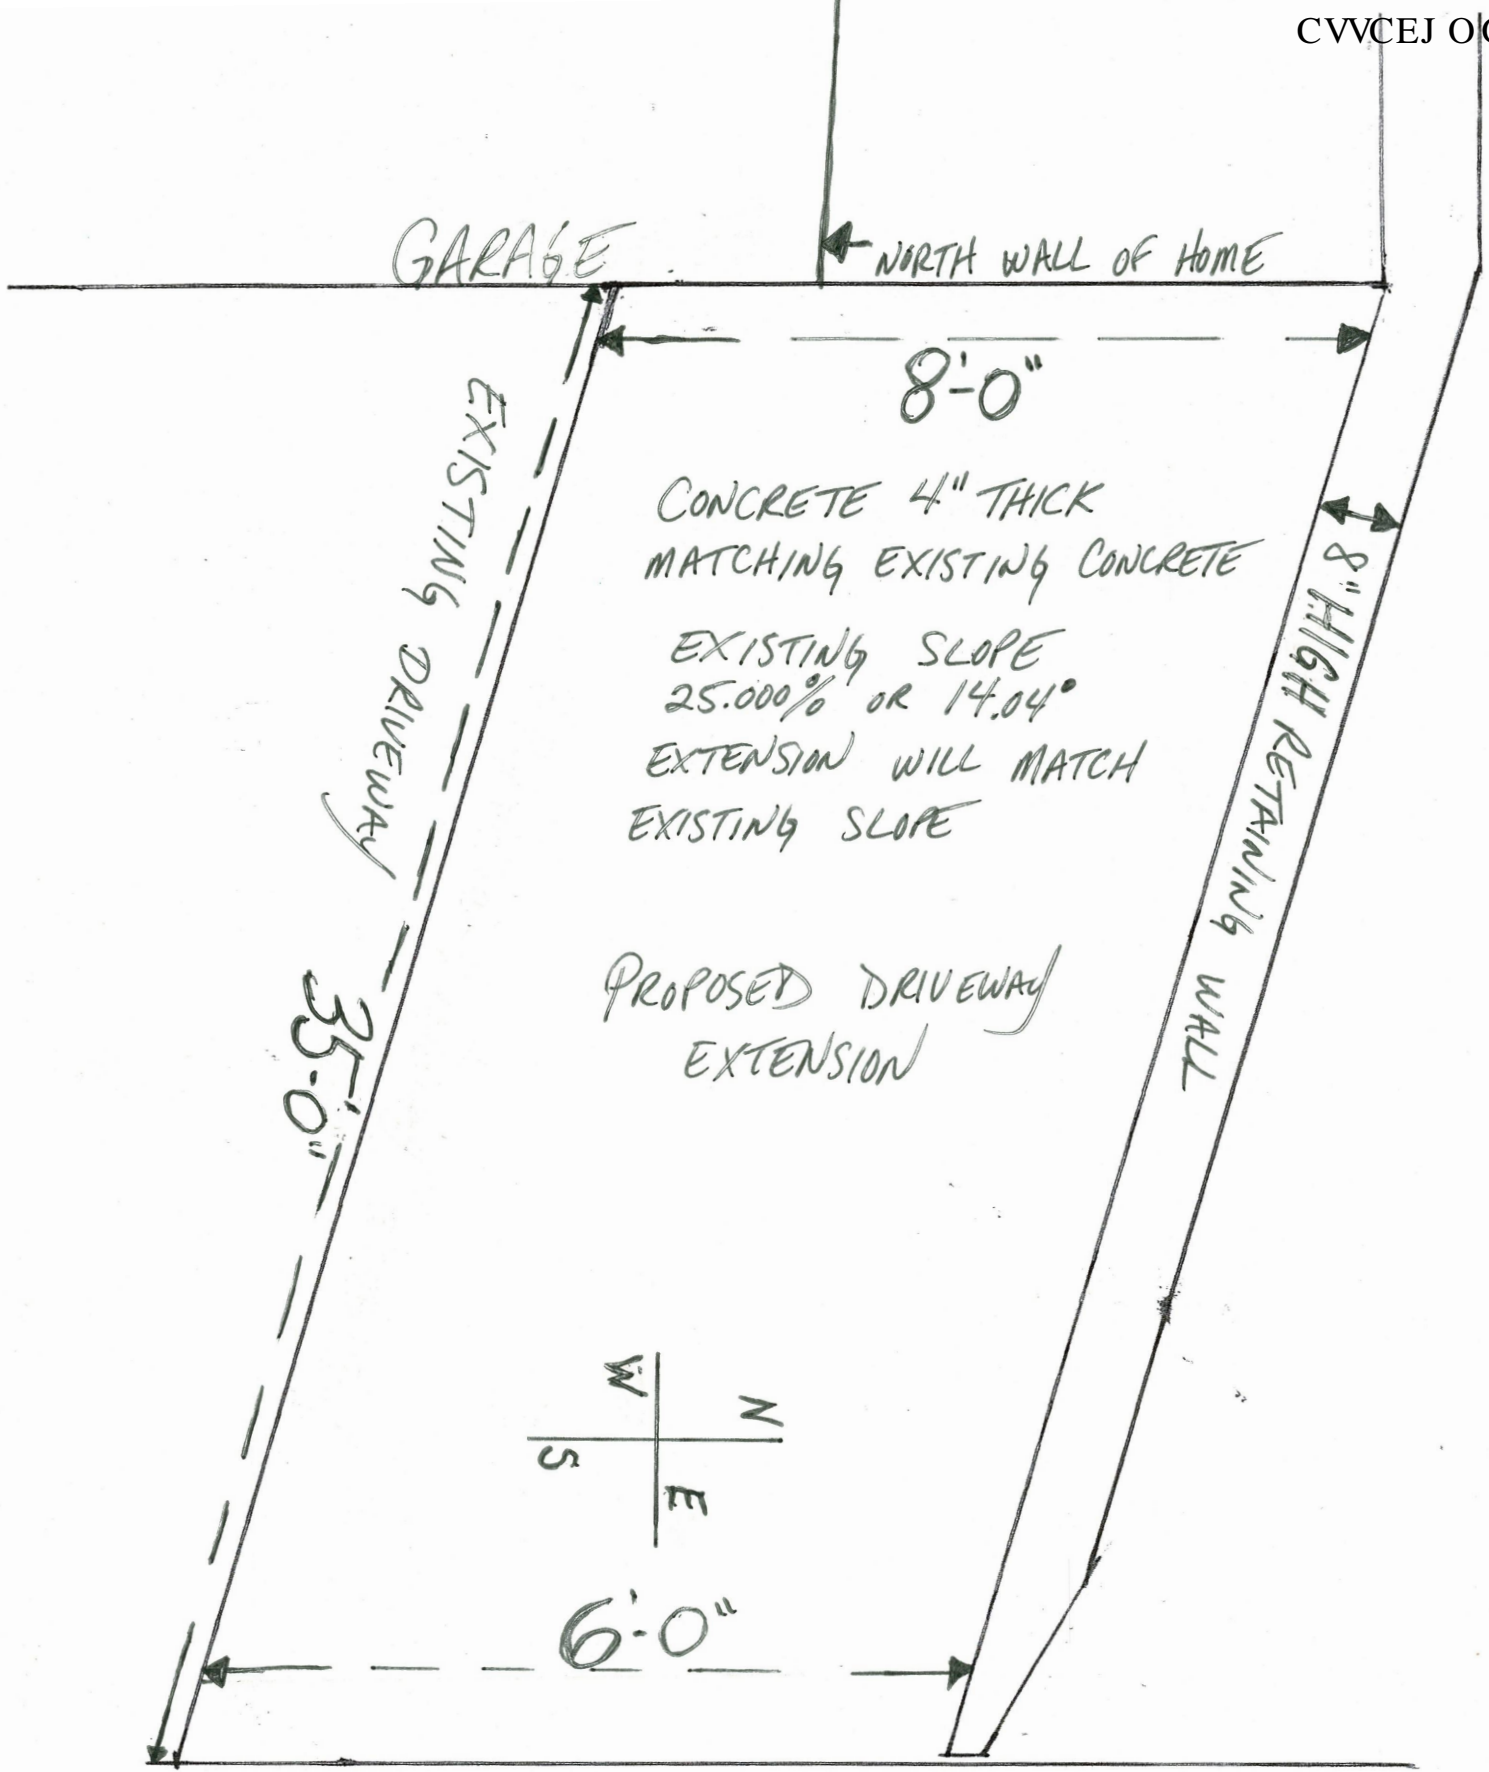 CVVCEJ O
GARAGE
NORTH WALL OF HOME
8'-0"
EXISTING DRIVEWAY
CONCRETE 4" THICK
MATCHING EXISTING CONCRETE
EXISTING SLOPE
25.000% OR 14.04°
EXTENSION WILL MATCH
EXISTING SLOPE
8" HIGH RETAINING WALL
PROPOSED DRIVEWAY
EXTENSION
35'-0"
W
N
S
E
6'-0"